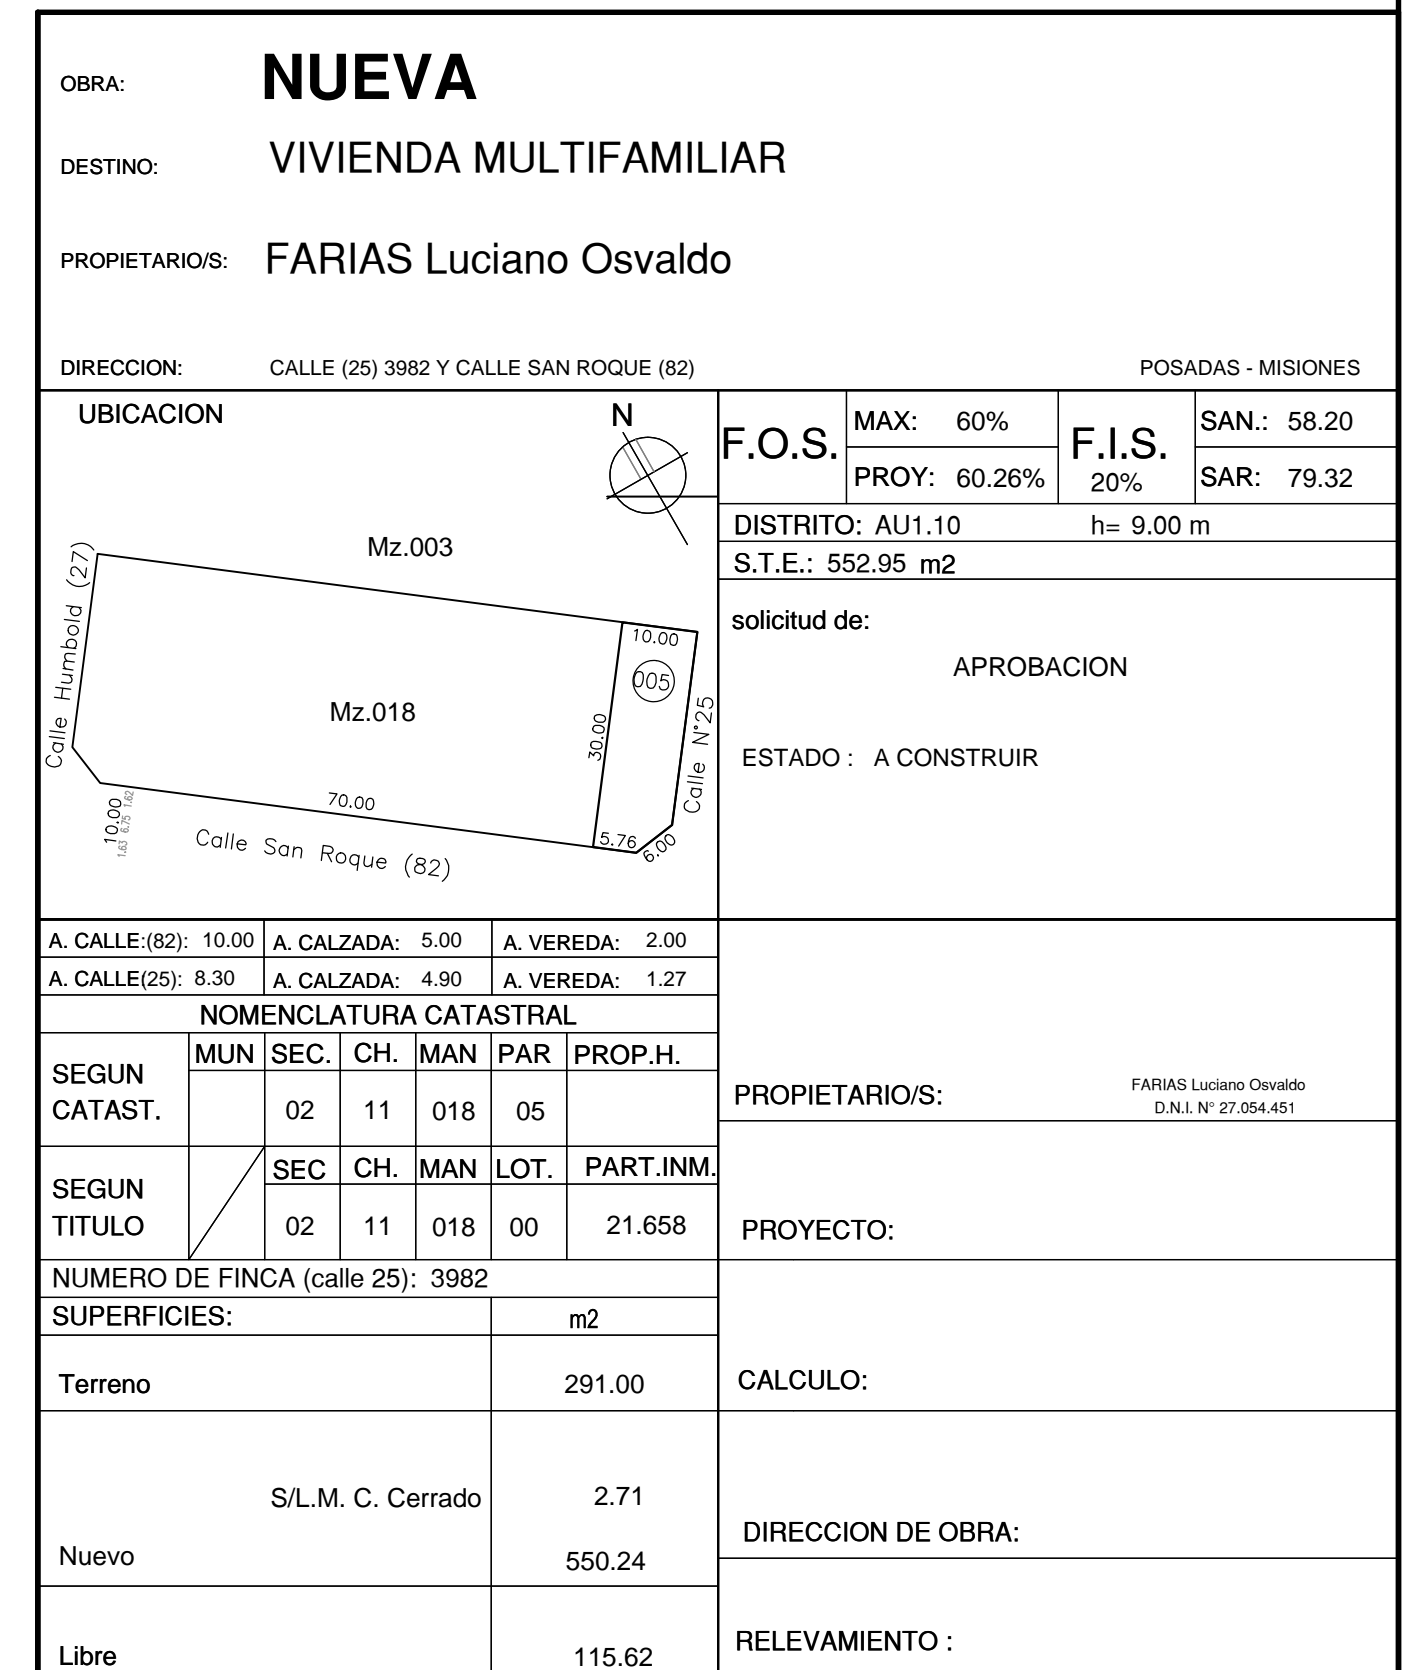 OBRA: NUEVA
DESTINO: VIVIENDA MULTIFAMILIAR
PROPIETARIO/S: FARIAS Luciano Osvaldo
DIRECCION: CALLE (25) 3982 Y CALLE SAN ROQUE (82) POSADAS - MISIONES
UBICACION
N
Mz.003
Calle Humbold (27)
10.00
005
Mz.018
30.00
Calle N°25
70.00
10.00
1.63 6.75 1.62
Calle San Roque (82)
5.76
6.00
F.O.S.
MAX: 60%
PROY: 60.26%
F.I.S.
20%
SAN.: 58.20
SAR: 79.32
DISTRITO: AU1.10 h= 9.00 m
S.T.E.: 552.95 m2
solicitud de:
APROBACION
ESTADO : A CONSTRUIR
A. CALLE:(82): 10.00 A. CALZADA: 5.00 A. VEREDA: 2.00
A. CALLE(25): 8.30 A. CALZADA: 4.90 A. VEREDA: 1.27
NOMENCLATURA CATASTRAL
SEGUN
CATAST.
MUN SEC. CH. MAN PAR PROP.H.
02 11 018 05
SEGUN
TITULO
SEC CH. MAN LOT. PART.INM.
02 11 018 00 21.658
NUMERO DE FINCA (calle 25): 3982
SUPERFICIES: m2
Terreno 291.00
S/L.M. C. Cerrado 2.71
Nuevo 550.24
Libre 115.62
PROPIETARIO/S: FARIAS Luciano Osvaldo
D.N.I. N° 27.054.451
PROYECTO:
CALCULO:
DIRECCION DE OBRA:
RELEVAMIENTO :